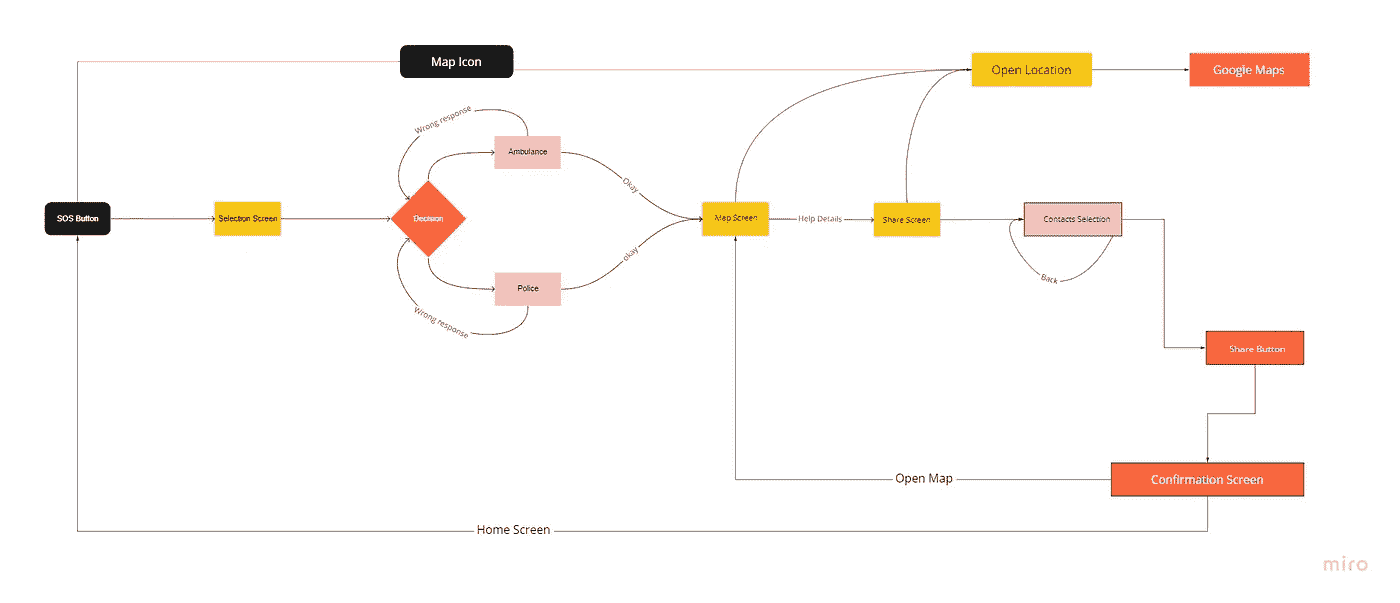 Map Icon
Open Location
Google Maps
Wrong response
Ambulance
Okay
SOS Button
Selection Screen
Decision
Map Screen
Help Details
Share Screen
Contacts Selection
Back
okay
Police
Wrong response
Share Button
Open Map
Confirmation Screen
Home Screen
miro